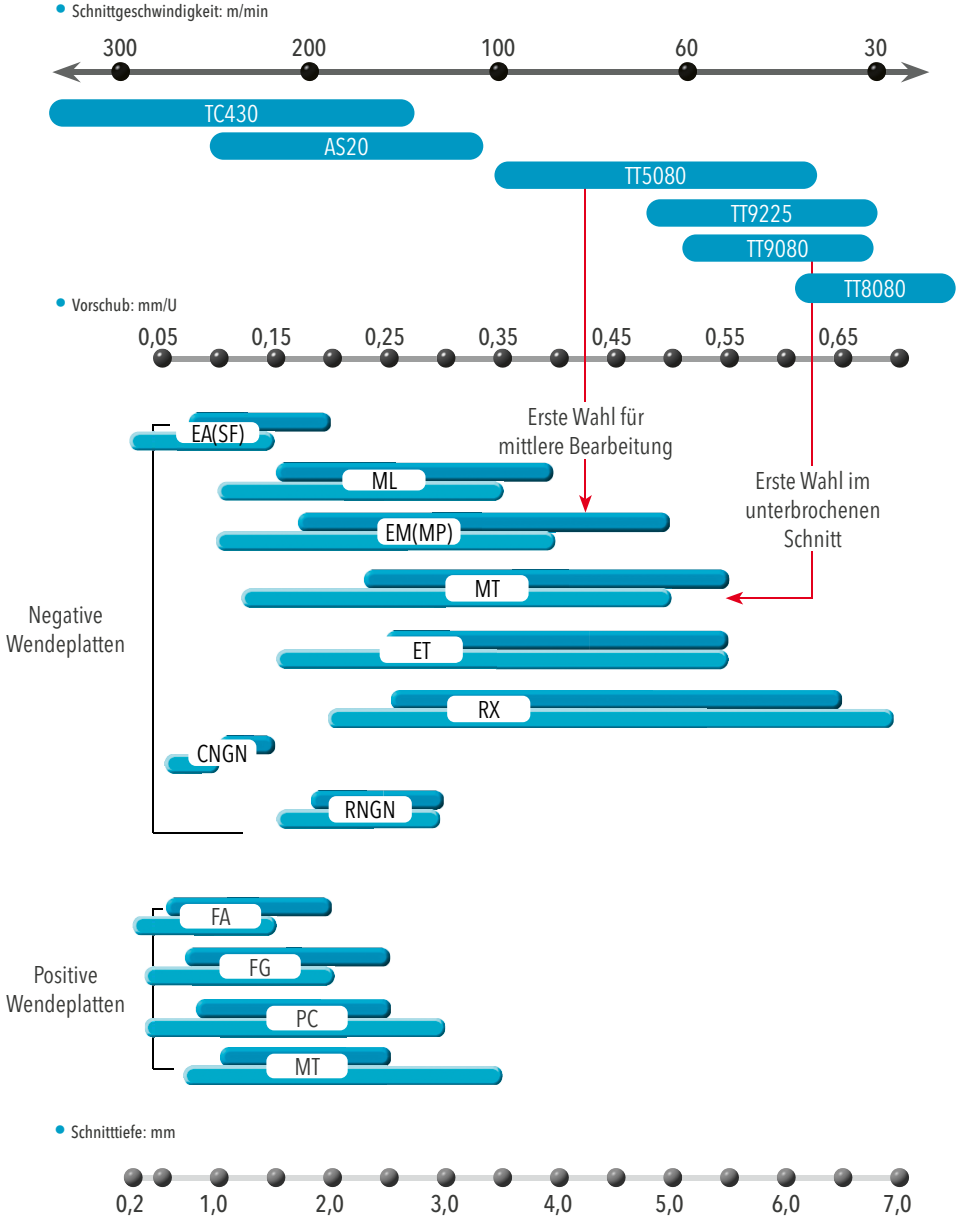 Schnittgeschwindigkeit: m/min
300 200 100 60 30
TC430
AS20
TT5080
TT9225
TT9080
TT8080
Vorschub: mm/U
0,05 0,15 0,25 0,35 0,45 0,55 0,65
EA(SF)
ML
EM(MP)
MT
ET
RX
CNGN
RNGN
Erste Wahl für
mittlere Bearbeitung
Erste Wahl im
unterbrochenen
Schnitt
Negative
Wendeplatten
FA
FG
PC
MT
Positive
Wendeplatten
Schnitttiefe: mm
0,2 1,0 2,0 3,0 4,0 5,0 6,0 7,0